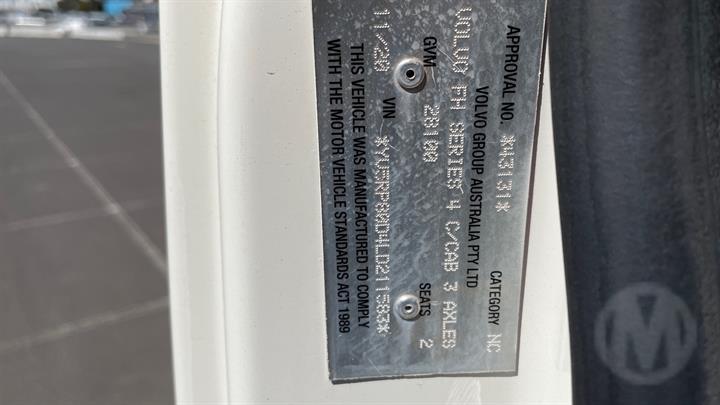 APPROVAL NO. *43131* CATEGORY NC
VOLVO GROUP AUSTRALIA PTY LTD
VOLVO FH SERIES 4 C/CAB 3 AXLES
GVM 28100 SEATS 2
11/20 VIN *YV5RP80D4LD211583*
THIS VEHICLE WAS MANUFACTURED TO COMPLY
WITH THE MOTOR VEHICLE STANDARDS ACT 1989
M